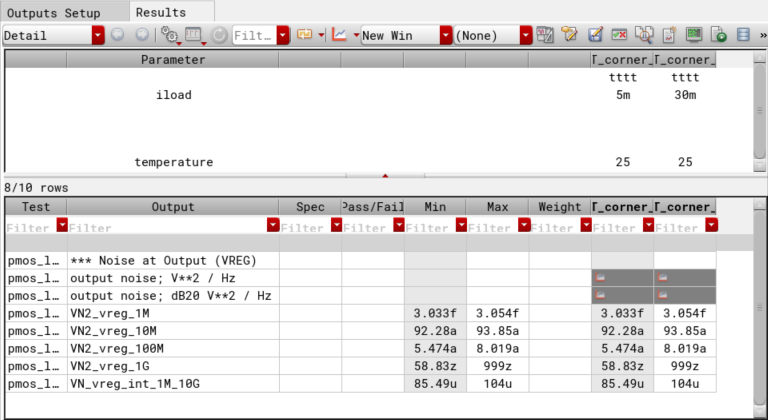 Outputs Setup Results
Detail Filt… New Win (None) »
Parameter T_corner_ T_corner_
tttt tttt
iload 5m 30m
temperature 25 25
8/10 rows
Test Output Spec Pass/Fail Min Max Weight T_corner_ T_corner_
Filter Filter Filter Filter Filter Filter Filter Filter Filter
pmos_l… *** Noise at Output (VREG)
pmos_l… output noise; V**2 / Hz
pmos_l… output noise; dB20 V**2 / Hz
pmos_l… VN2_vreg_1M 3.033f 3.054f 3.033f 3.054f
pmos_l… VN2_vreg_10M 92.28a 93.85a 92.28a 93.85a
pmos_l… VN2_vreg_100M 5.474a 8.019a 5.474a 8.019a
pmos_l… VN2_vreg_1G 58.83z 999z 58.83z 999z
pmos_l… VN_vreg_int_1M_10G 85.49u 104u 85.49u 104u